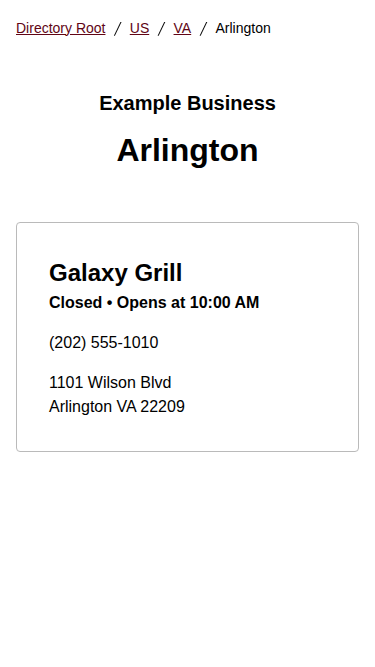 Directory Root / US / VA / Arlington
Example Business
Arlington
Galaxy Grill
Closed • Opens at 10:00 AM
(202) 555-1010
1101 Wilson Blvd
Arlington VA 22209